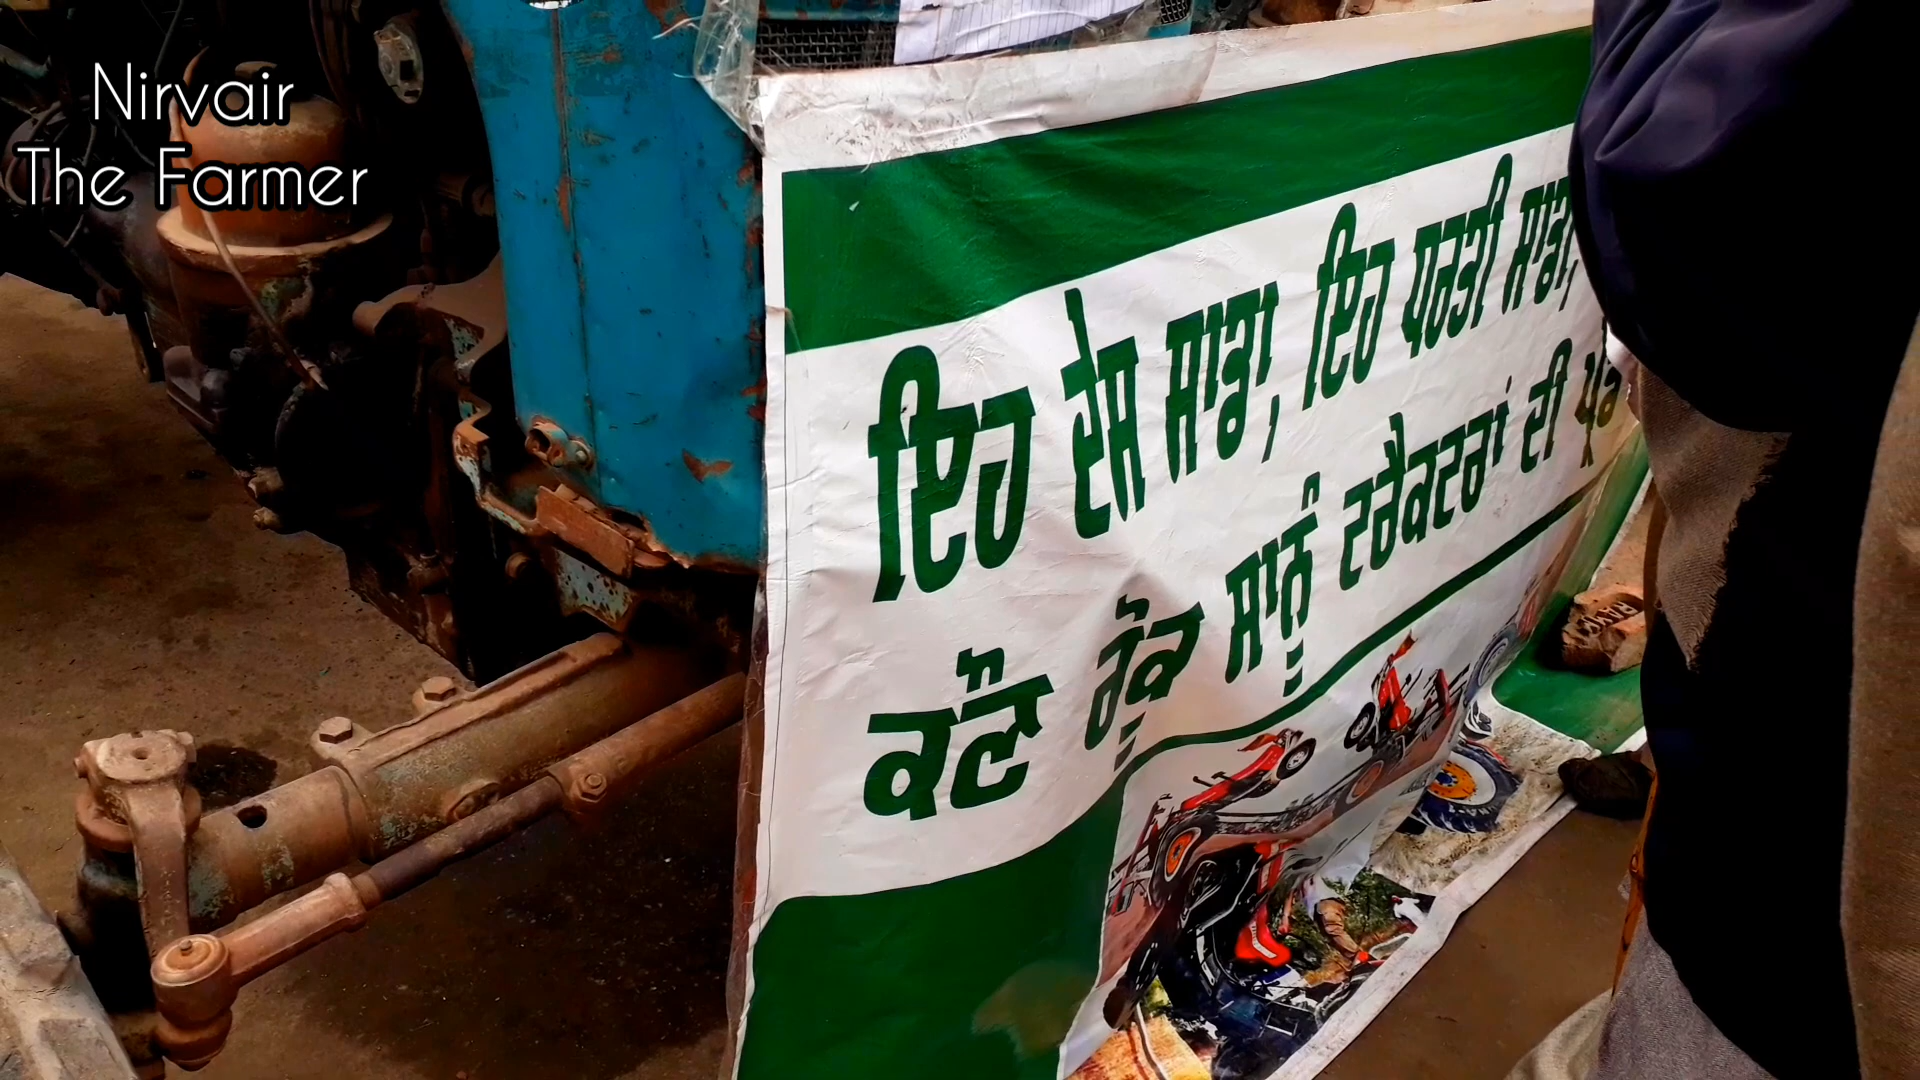 Nirvair
The Farmer
ਇਹ ਦੇਸ਼ ਸਾਡਾ, ਇਹ ਧਰਤੀ ਸਾਡੀ,
ਕੌਣ ਰੋਕੂ ਸਾਨੂੰ ਟਰੈਕਟਰਾਂ ਦੀ